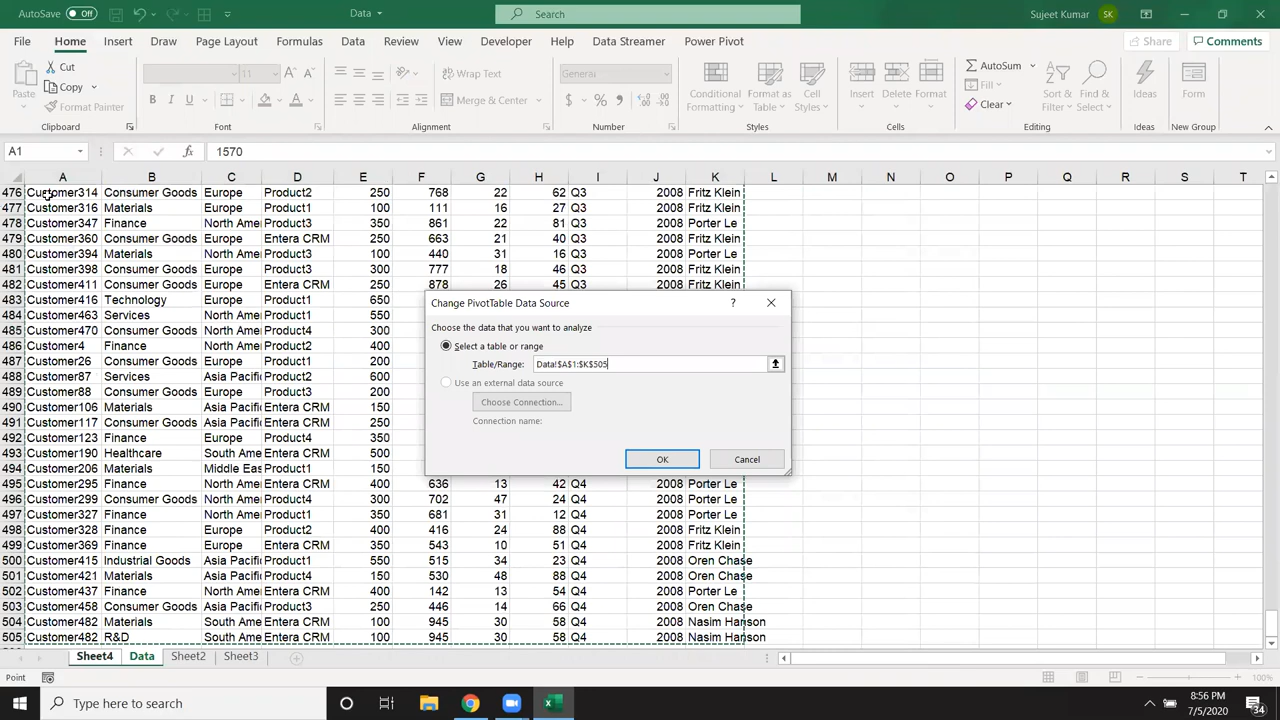 AutoSave Off Data Search Sujeet Kumar SK
File Home Insert Draw Page Layout Formulas Data Review View Developer Help Data Streamer Power Pivot Share Comments
Paste Cut Copy Format Painter Clipboard
11 A A B I U A Font
Wrap Text Merge & Center Alignment
General $ % , Number
Conditional Formatting Format as Table Cell Styles Styles
Insert Delete Format Cells
AutoSum Fill Clear Sort & Filter Find & Select Editing
Ideas Ideas
Form New Group
A1 fx 1570
A B C D E F G H I J K L M N O P Q R S T
476 Customer314 Consumer Goods Europe Product2 250 768 22 62 Q3 2008 Fritz Klein
477 Customer316 Materials Europe Product1 100 111 16 27 Q3 2008 Fritz Klein
478 Customer347 Finance North Ame Product3 350 861 22 81 Q3 2008 Porter Le
479 Customer360 Consumer Goods Europe Entera CRM 250 663 21 40 Q3 2008 Fritz Klein
480 Customer394 Materials North Ame Product3 100 440 31 16 Q3 2008 Porter Le
481 Customer398 Consumer Goods Europe Product3 300 777 18 46 Q3 2008 Fritz Klein
482 Customer411 Consumer Goods Europe Entera CRM 250 878 26 45 Q3 2008 Fritz Klein
483 Customer416 Technology Europe Product1 650
484 Customer463 Services North Ame Product1 550
485 Customer470 Consumer Goods North Ame Product4 300
486 Customer4 Finance North Ame Product2 400
487 Customer26 Consumer Goods Europe Product1 200
488 Customer87 Services Asia Pacific Product2 600
489 Customer88 Consumer Goods Europe Product3 200
490 Customer106 Materials Asia Pacific Entera CRM 150
491 Customer117 Consumer Goods Asia Pacific Entera CRM 250
492 Customer123 Finance North Ame Product4 350
493 Customer190 Healthcare South Ame Entera CRM 500
494 Customer206 Materials Middle Eas Product1 150
495 Customer295 Finance North Ame Entera CRM 400 636 13 42 Q4 2008 Porter Le
496 Customer299 Consumer Goods North Ame Product4 300 702 47 24 Q4 2008 Porter Le
497 Customer327 Finance North Ame Product1 350 681 31 12 Q4 2008 Porter Le
498 Customer328 Finance Europe Product2 400 416 24 88 Q4 2008 Fritz Klein
499 Customer369 Finance Europe Entera CRM 350 543 10 51 Q4 2008 Fritz Klein
500 Customer415 Industrial Goods Asia Pacific Product1 550 515 34 23 Q4 2008 Oren Chase
501 Customer421 Materials Asia Pacific Product4 150 530 48 88 Q4 2008 Oren Chase
502 Customer437 Finance North Ame Entera CRM 400 142 13 54 Q4 2008 Porter Le
503 Customer458 Consumer Goods Asia Pacific Product3 250 446 14 66 Q4 2008 Oren Chase
504 Customer482 Materials South Ame Entera CRM 100 945 30 58 Q4 2008 Nasim Hanson
505 Customer482 R&D South Ame Entera CRM 100 945 30 58 Q4 2008 Nasim Hanson
Change PivotTable Data Source ?
Choose the data that you want to analyze
Select a table or range
Table/Range: Data!$A$1:$K$505
Use an external data source
Choose Connection...
Connection name:
OK Cancel
Sheet4 Data Sheet2 Sheet3
Point 100%
Type here to search
8:56 PM
7/5/2020
34